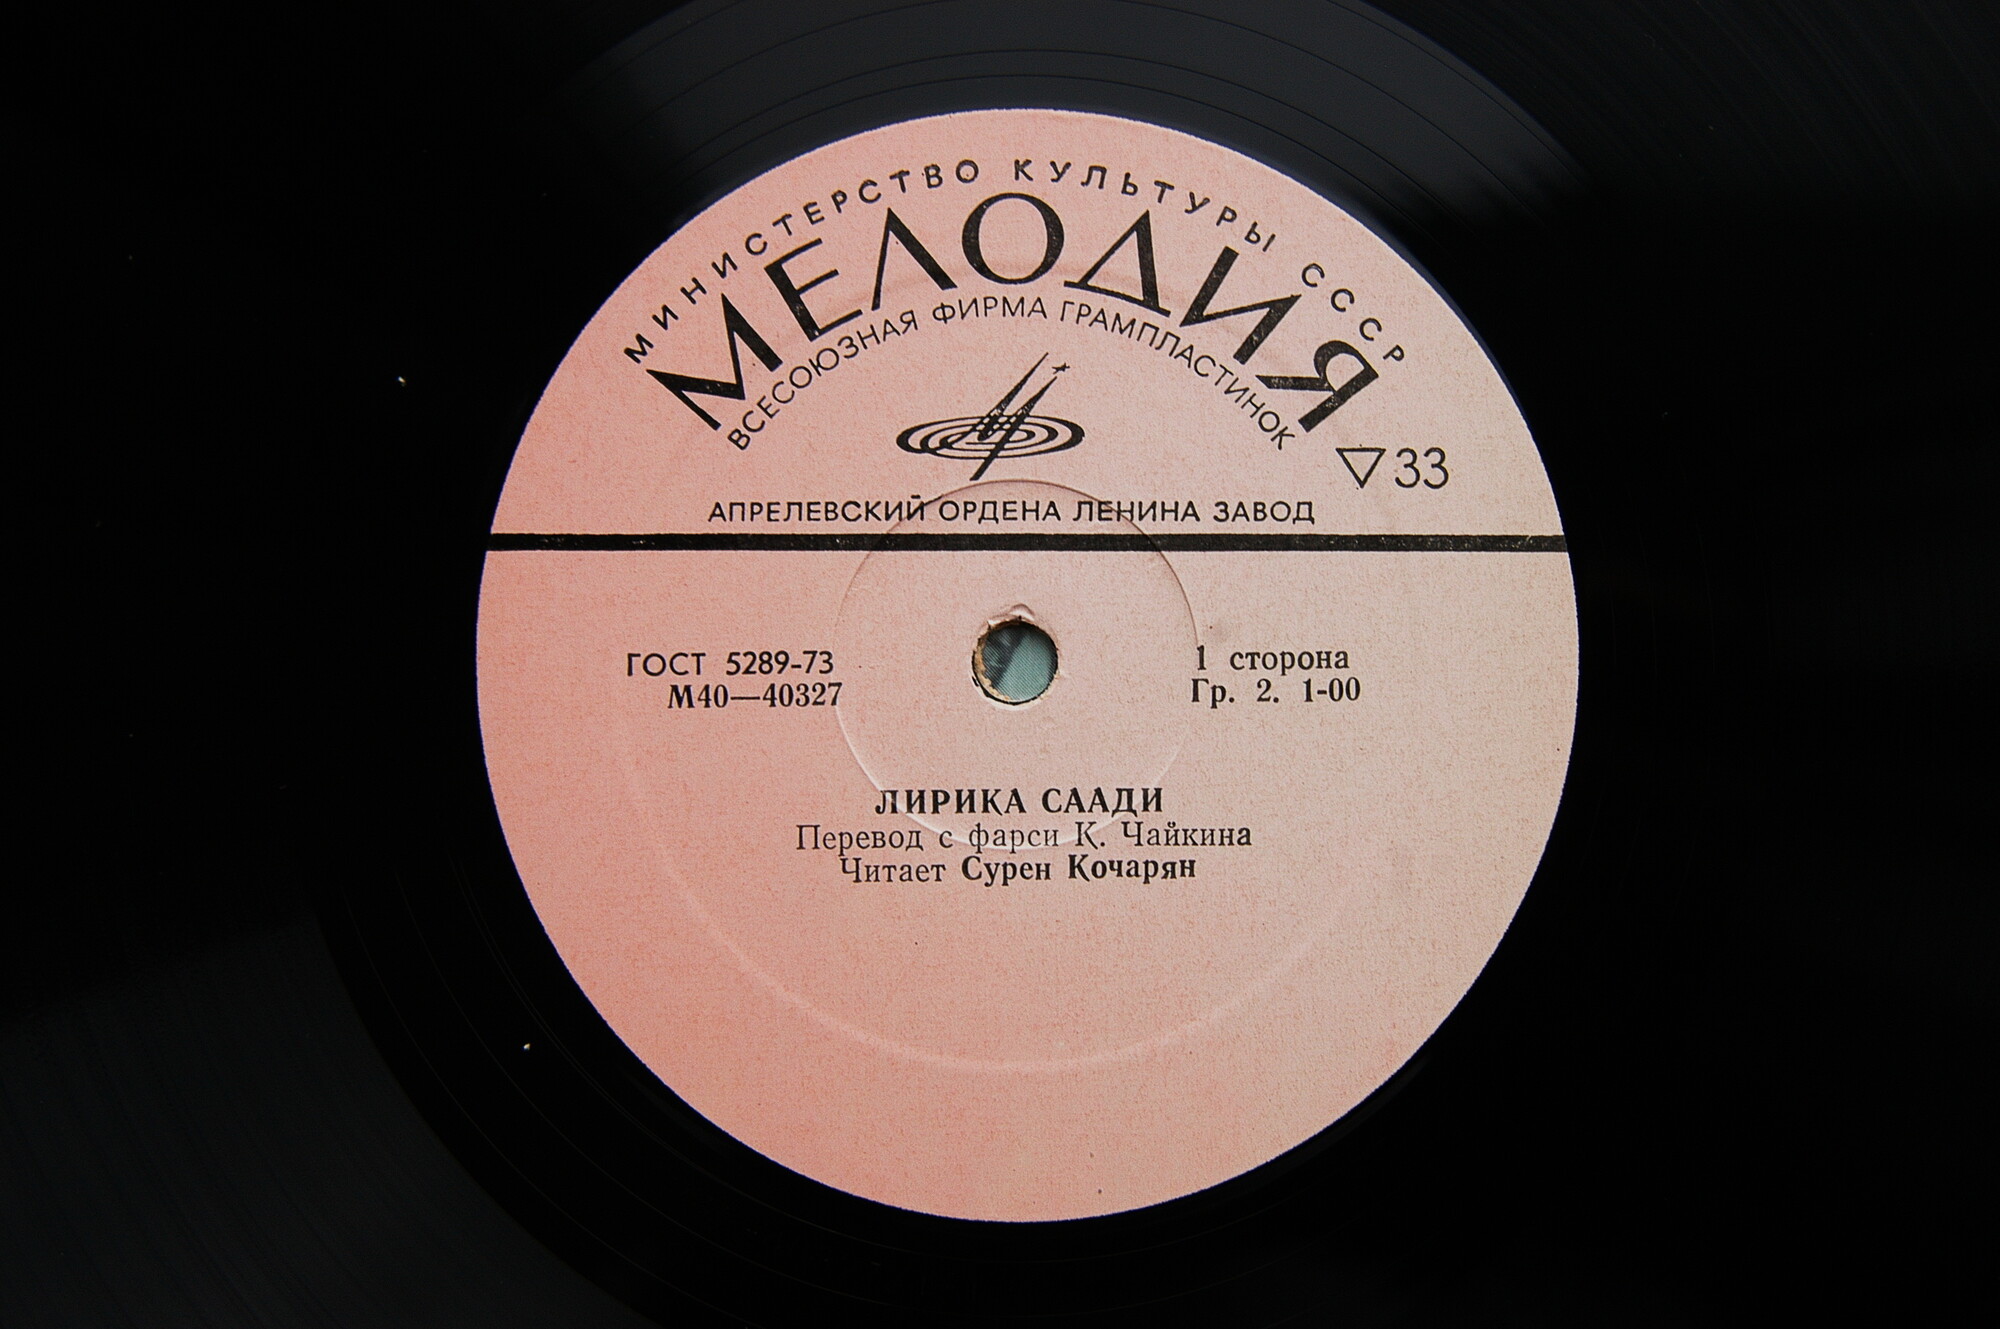 МИНИСТЕРСТВО КУЛЬТУРЫ СССР
МЕЛОДИЯ
ВСЕСОЮЗНАЯ ФИРМА ГРАМПЛАСТИНОК
▽33
АПРЕЛЕВСКИЙ ОРДЕНА ЛЕНИНА ЗАВОД
ГОСТ 5289-73
М40—40327
1 сторона
Гр. 2. 1-00
ЛИРИКА СААДИ
Перевод с фарси К. Чайкина
Читает Сурен Кочарян